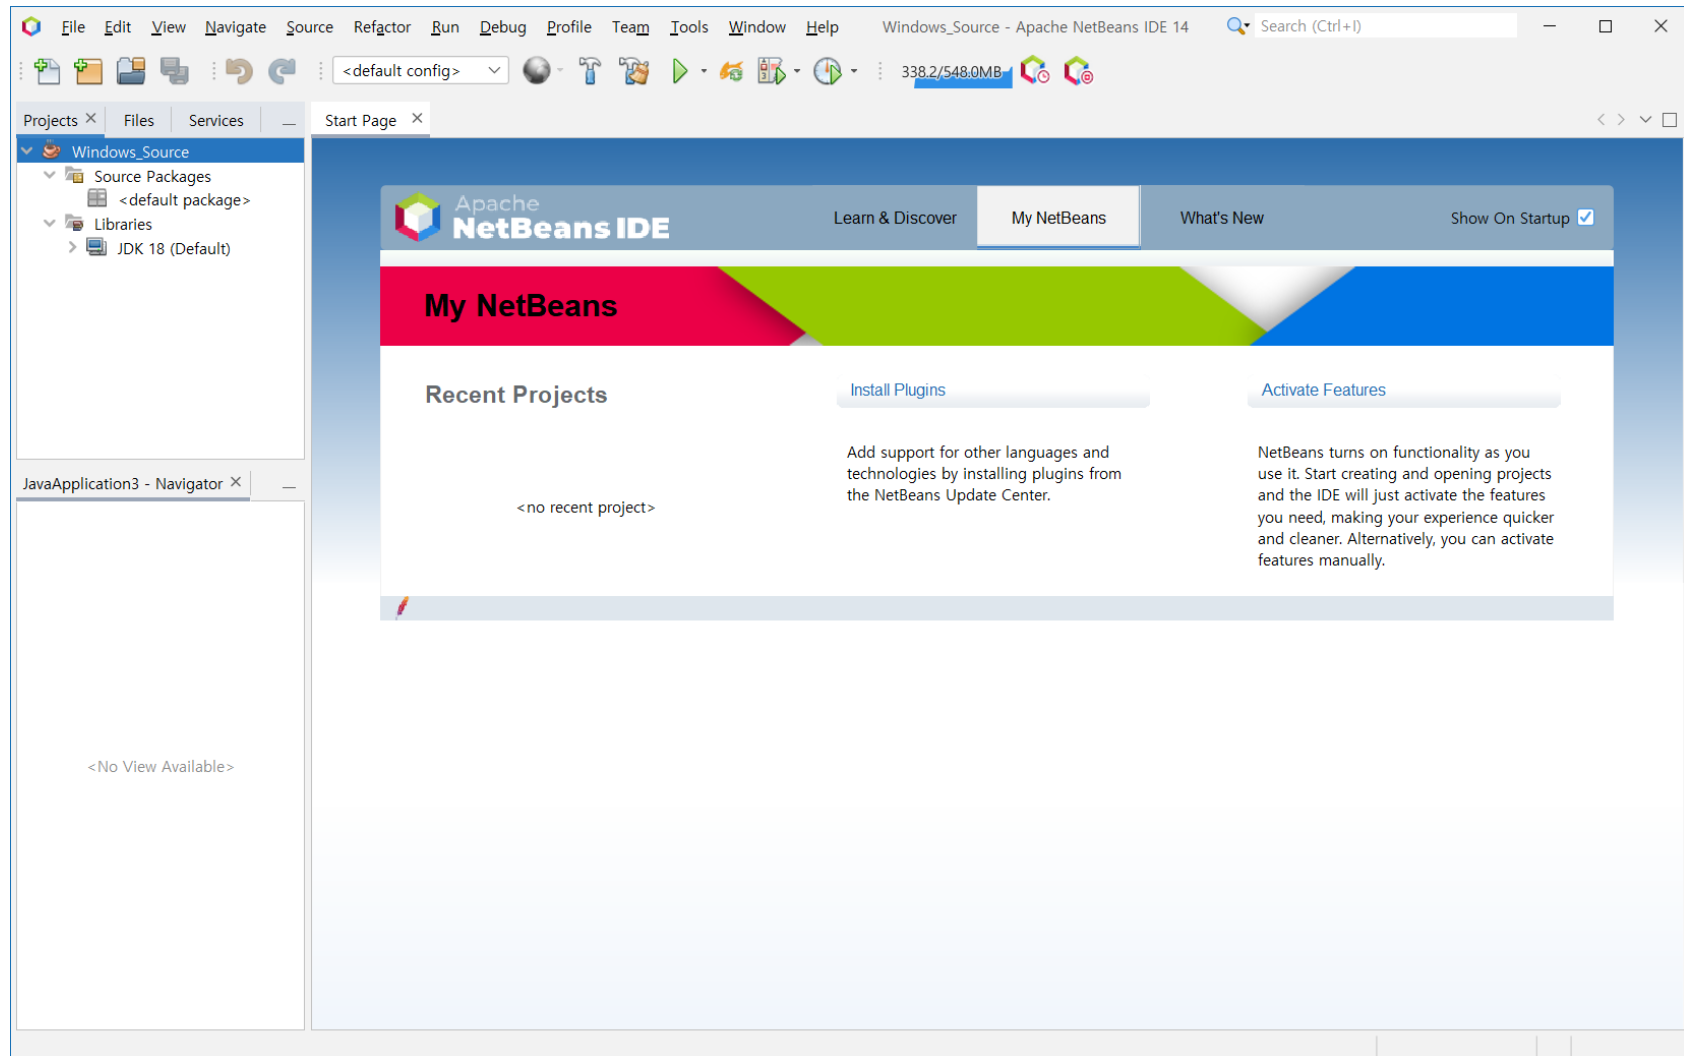 File Edit View Navigate Source Refactor Run Debug Profile Team Tools Window Help Windows_Source - Apache NetBeans IDE 14 Search (Ctrl+I)
<default config> 338.2/548.0MB
Projects Files Services Start Page
Windows_Source
Source Packages
<default package>
Libraries
JDK 18 (Default)
Apache
NetBeans IDE
Learn & Discover My NetBeans What's New Show On Startup
My NetBeans
Recent Projects
<no recent project>
Install Plugins
Add support for other languages and
technologies by installing plugins from
the NetBeans Update Center.
Activate Features
NetBeans turns on functionality as you
use it. Start creating and opening projects
and the IDE will just activate the features
you need, making your experience quicker
and cleaner. Alternatively, you can activate
features manually.
JavaApplication3 - Navigator
<No View Available>